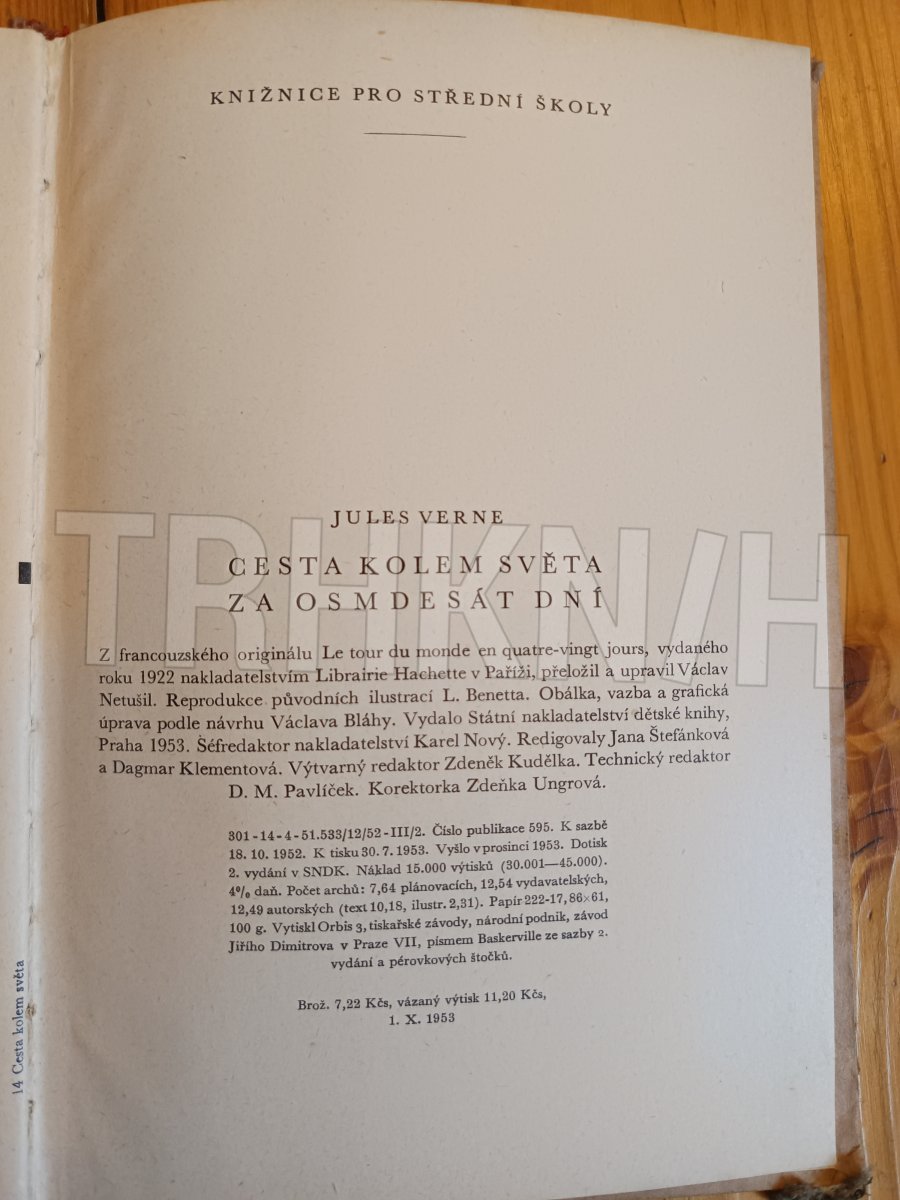 KNIŽNICE PRO STŘEDNÍ ŠKOLY
JULES VERNE
CESTA KOLEM SVĚTA
ZA OSMDESÁT DNÍ
TRHKN/H
Z francouzského originálu Le tour du monde en quatre-vingt jours, vydaného
roku 1922 nakladatelstvím Librairie Hachette v Paříži, přeložil a upravil Václav
Netušil. Reprodukce původních ilustrací L. Benetta. Obálka, vazba a grafická
úprava podle návrhu Václava Bláhy. Vydalo Státní nakladatelství dětské knihy,
Praha 1953. Šéfredaktor nakladatelství Karel Nový. Redigovaly Jana Štefánková
a Dagmar Klementová. Výtvarný redaktor Zdeněk Kudělka. Technický redaktor
D. M. Pavlíček. Korektorka Zdeňka Ungrová.
301-14-4-51.533/12/52-III/2. Číslo publikace 595. K sazbě
18. 10. 1952. K tisku 30. 7. 1953. Vyšlo v prosinci 1953. Dotisk
2. vydání v SNDK. Náklad 15.000 výtisků (30.001—45.000).
4% daň. Počet archů: 7,64 plánovacích, 12,54 vydavatelských,
12,49 autorských (text 10,18, ilustr. 2,31). Papír 222-17,86×61,
100 g. Vytiskl Orbis 3, tiskařské závody, národní podnik, závod
Jiřího Dimitrova v Praze VII, písmem Baskerville ze sazby 2.
vydání a pérovkových štočků.
Brož. 7,22 Kčs, vázaný výtisk 11,20 Kčs,
1. X. 1953
14 Cesta kolem světa